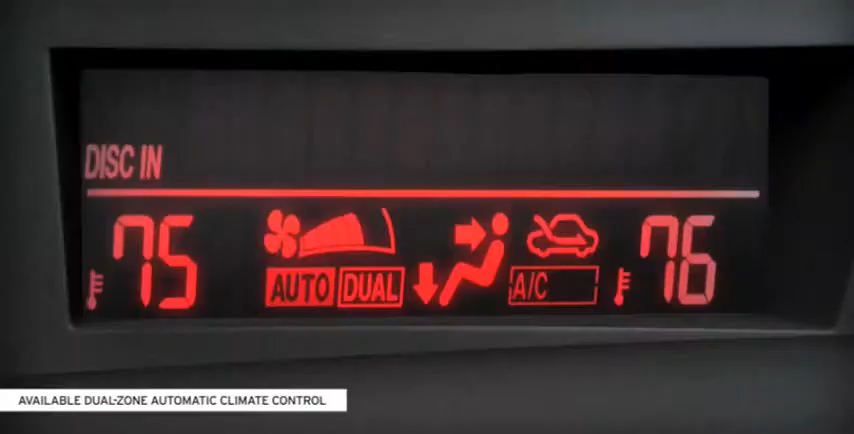 DISC IN
75 76
AUTO DUAL A/C
AVAILABLE DUAL-ZONE AUTOMATIC CLIMATE CONTROL